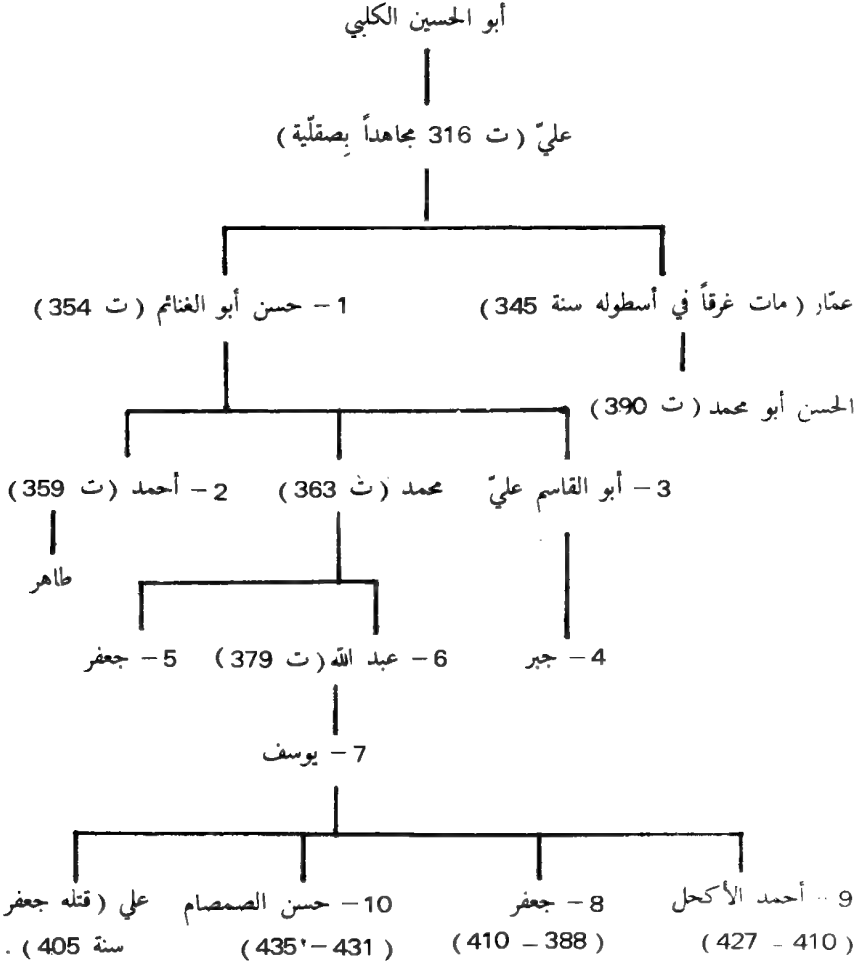 أبو الحسين الكلبي
عليّ (ت 316 مجاهداً بِصقلّية)
عمّار (مات غرقاً في أسطوله سنة 345)
1 – حسن أبو الغنائم (ت 354)
الحسن أبو محمد (ت 390)
3 – أبو القاسم عليّ
محمد (ت 363)
2 – أحمد (ت 359)
طاهر
4 – جبر
6 – عبد الله (ت 379)
5 – جعفر
7 – يوسف
9 - أحمد الأكحل
(410 – 427)
8 – جعفر
(388 – 410)
10 – حسن الصمصام
(431 – 435)
علي (قتله جعفر
سنة 405).